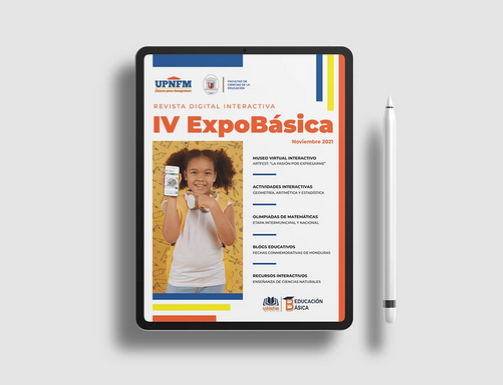 UPNFM
FACULTAD DE
CIENCIAS DE LA
EDUCACIÓN
REVISTA DIGITAL INTERACTIVA
IV ExpoBásica
Noviembre 2021
MUSEO VIRTUAL INTERACTIVO
ARTFEST "LA PASIÓN POR EXPRESARME"
ACTIVIDADES INTERACTIVAS
GEOMETRÍA, ARITMÉTICA Y ESTADÍSTICA
OLIMPIADAS DE MATEMÁTICAS
ETAPA INTERMUNICIPAL Y NACIONAL
BLOGS EDUCATIVOS
FECHAS CONMEMORATIVAS DE HONDURAS
RECURSOS INTERACTIVOS
ENSEÑANZA DE CIENCIAS NATURALES
UPNFM
EDUCACIÓN
BÁSICA